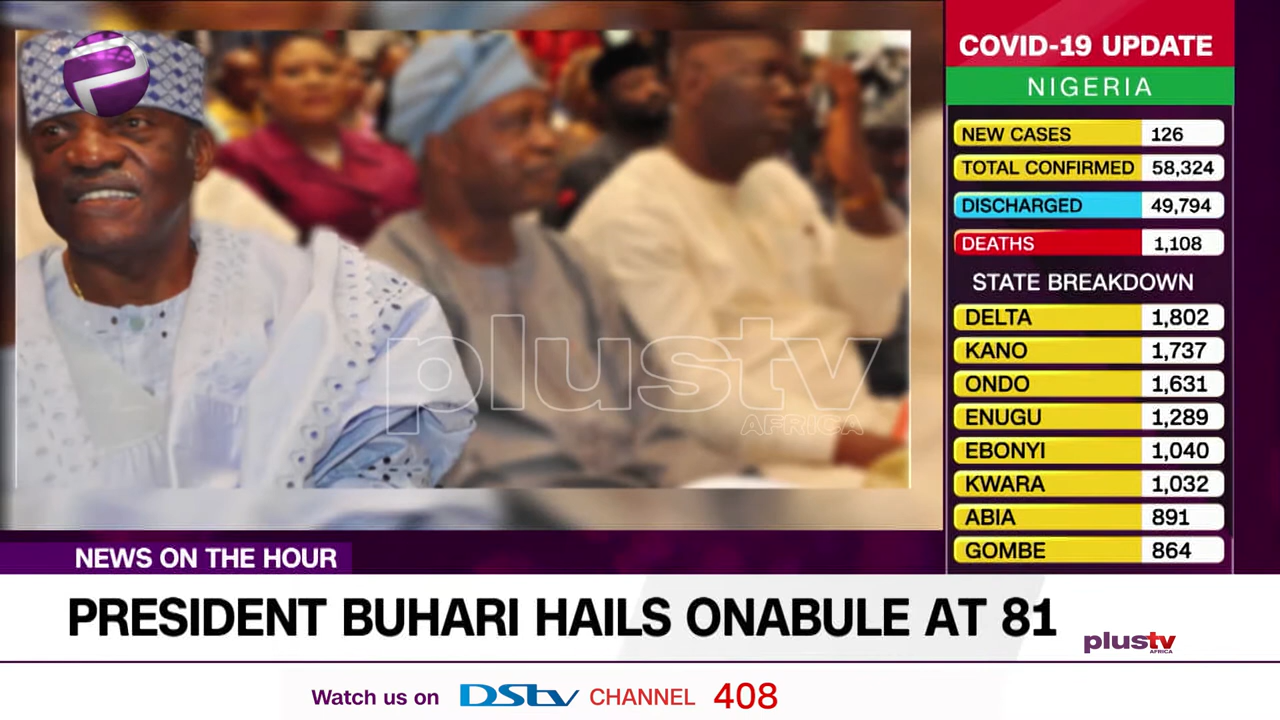 COVID-19 UPDATE
NIGERIA
NEW CASES 126
TOTAL CONFIRMED 58,324
DISCHARGED 49,794
DEATHS 1,108
STATE BREAKDOWN
DELTA 1,802
KANO 1,737
ONDO 1,631
ENUGU 1,289
EBONYI 1,040
KWARA 1,032
ABIA 891
GOMBE 864
plustv
AFRICA
NEWS ON THE HOUR
PRESIDENT BUHARI HAILS ONABULE AT 81
plustv
AFRICA
Watch us on DStv CHANNEL 408